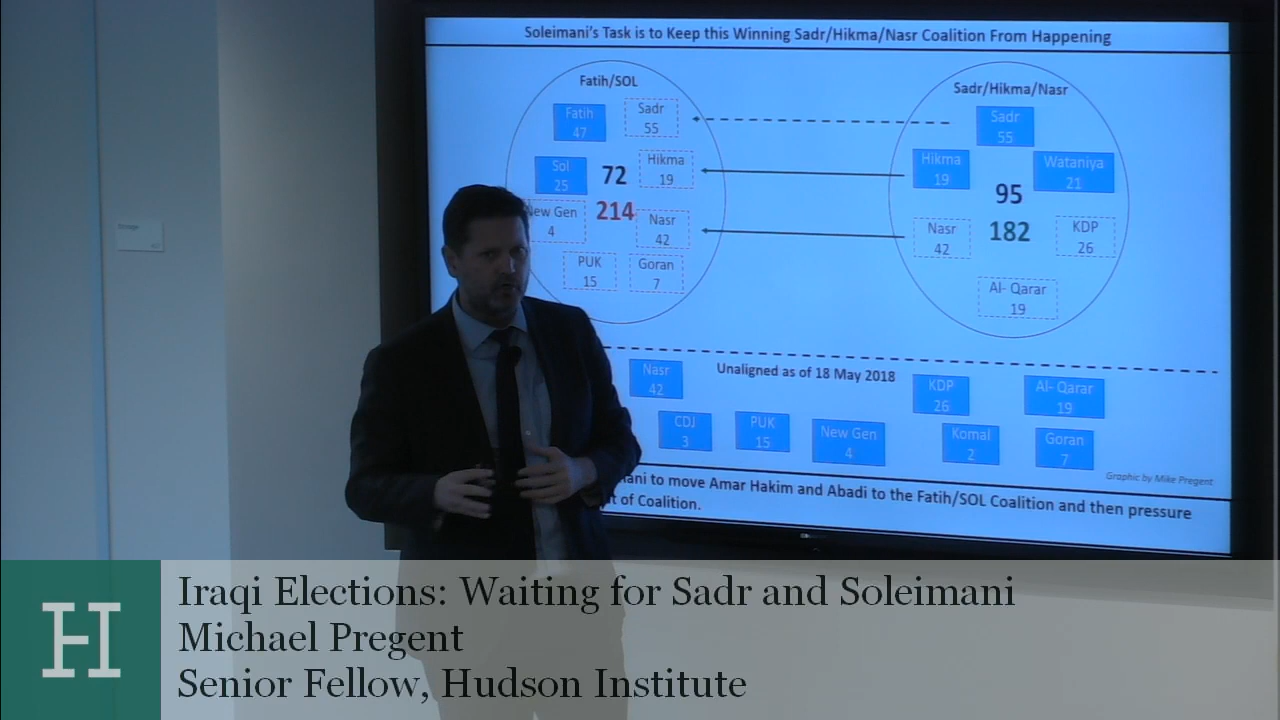 Soleimani's Task is to Keep this Winning Sadr/Hikma/Nasr Coalition From Happening
Fatih/SOL
Fatih
47
Sadr
55
Sol
25
72
Hikma
19
New Gen
4
214
Nasr
42
PUK
15
Goran
7
Sadr/Hikma/Nasr
Sadr
55
Hikma
19
Wataniya
21
95
Nasr
42
182
KDP
26
Al- Qarar
19
Unaligned as of 18 May 2018
Nasr
42
KDP
26
Al- Qarar
19
CDJ
3
PUK
15
New Gen
4
Komal
2
Goran
7
Graphic by Mike Pregent
to move Amar Hakim and Abadi to the Fatih/SOL Coalition and then pressure
of Coalition.
H
Iraqi Elections: Waiting for Sadr and Soleimani
Michael Pregent
Senior Fellow, Hudson Institute